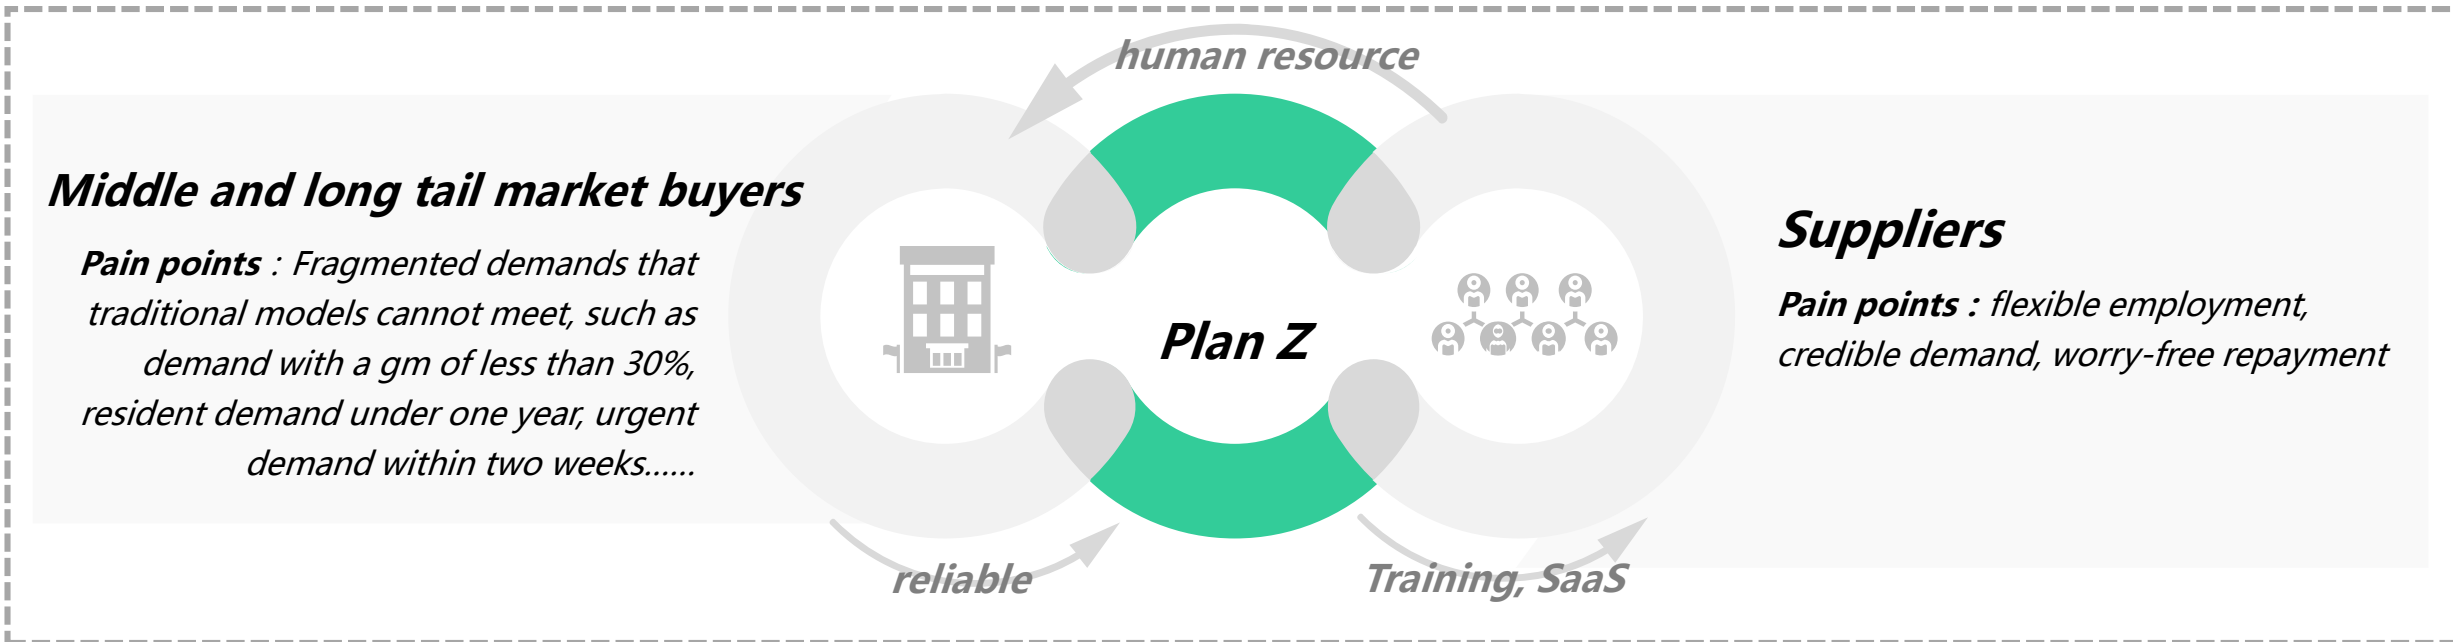 human resource
Middle and long tail market buyers
Pain points : Fragmented demands that
traditional models cannot meet, such as
demand with a gm of less than 30%,
resident demand under one year, urgent
demand within two weeks......
Plan Z
Suppliers
Pain points : flexible employment,
credible demand, worry-free repayment
reliable
Training, SaaS